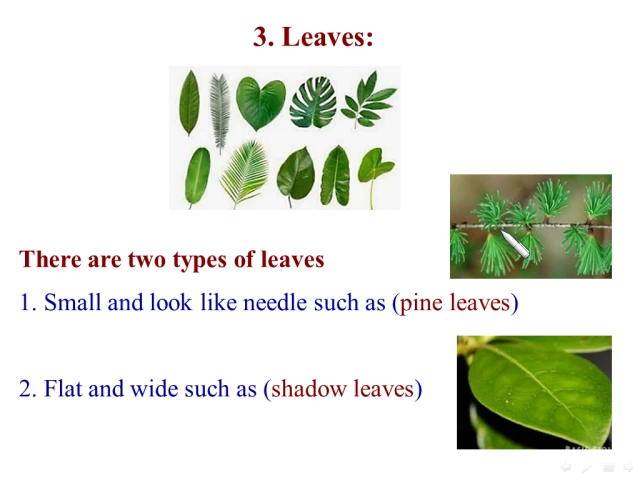 3. Leaves:
There are two types of leaves
1. Small and look like needle such as (pine leaves)
2. Flat and wide such as (shadow leaves)